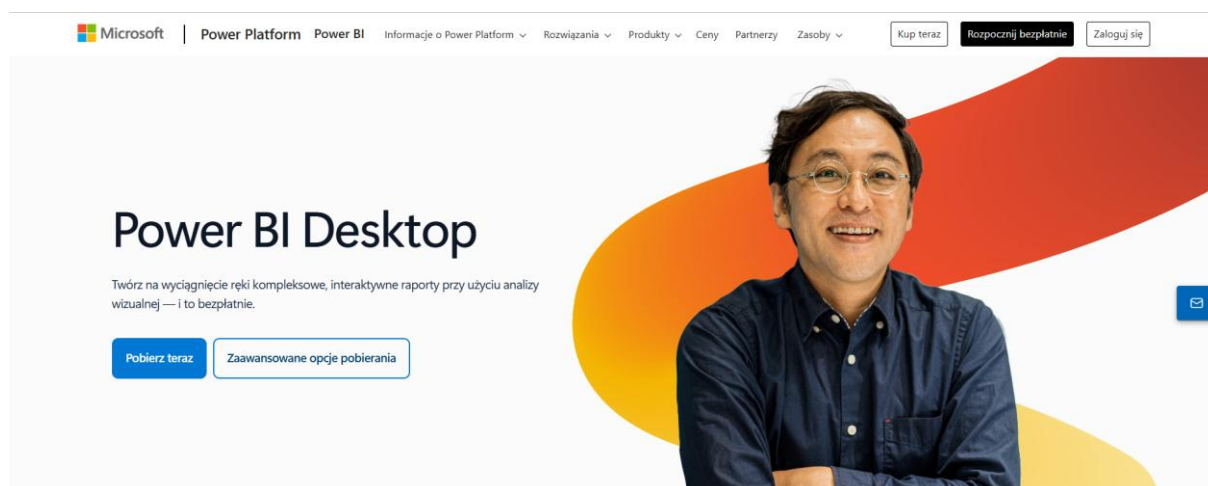 Microsoft
Power Platform
Power BI
Informacje o Power Platform
Rozwiązania
Produkty
Ceny
Partnerzy
Zasoby
Kup teraz
Rozpocznij bezpłatnie
Zaloguj się
Power BI Desktop
Twórz na wyciągnięcie ręki kompleksowe, interaktywne raporty przy użyciu analizy
wizualnej — i to bezpłatnie.
Pobierz teraz
Zaawansowane opcje pobierania